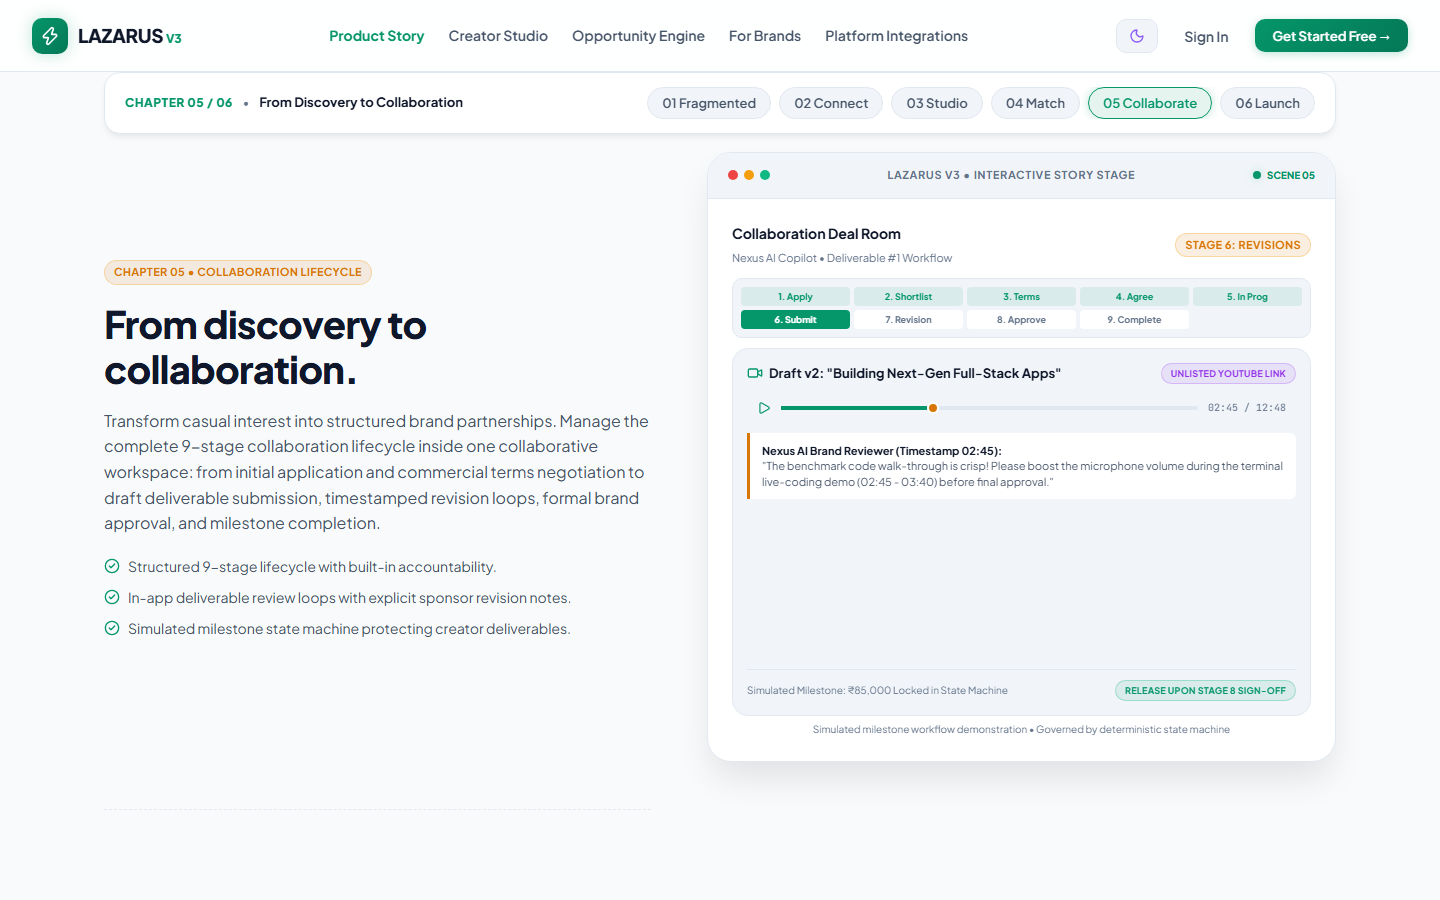 LAZARUS V3
Product Story
Creator Studio
Opportunity Engine
For Brands
Platform Integrations
Sign In
Get Started Free →
CHAPTER 05 / 06 • From Discovery to Collaboration
01 Fragmented
02 Connect
03 Studio
04 Match
05 Collaborate
06 Launch
CHAPTER 05 • COLLABORATION LIFECYCLE
From discovery to
collaboration.
Transform casual interest into structured brand partnerships. Manage the
complete 9-stage collaboration lifecycle inside one collaborative
workspace: from initial application and commercial terms negotiation to
draft deliverable submission, timestamped revision loops, formal brand
approval, and milestone completion.
Structured 9-stage lifecycle with built-in accountability.
In-app deliverable review loops with explicit sponsor revision notes.
Simulated milestone state machine protecting creator deliverables.
LAZARUS V3 • INTERACTIVE STORY STAGE
SCENE 05
Collaboration Deal Room
Nexus AI Copilot • Deliverable #1 Workflow
STAGE 6: REVISIONS
1. Apply
2. Shortlist
3. Terms
4. Agree
5. In Prog
6. Submit
7. Revision
8. Approve
9. Complete
Draft v2: "Building Next-Gen Full-Stack Apps"
UNLISTED YOUTUBE LINK
02:45 / 12:48
Nexus AI Brand Reviewer (Timestamp 02:45):
"The benchmark code walk-through is crisp! Please boost the microphone volume during the terminal
live-coding demo (02:45 - 03:40) before final approval."
Simulated Milestone: ₹85,000 Locked in State Machine
RELEASE UPON STAGE 8 SIGN-OFF
Simulated milestone workflow demonstration • Governed by deterministic state machine